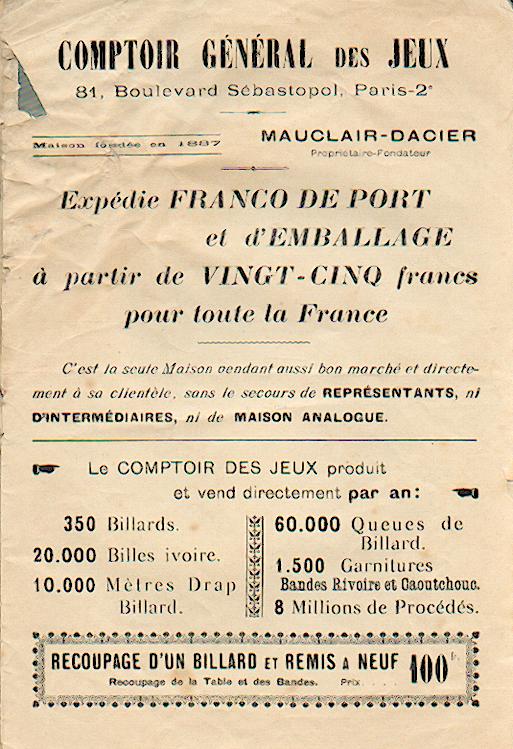 COMPTOIR GÉNÉRAL DES JEUX
81, Boulevard Sébastopol, Paris-2e
Maison fondée en 1887
MAUCLAIR-DACIER
Propriétaire-Fondateur
Expédie FRANCO DE PORT
et d'EMBALLAGE
à partir de VINGT-CINQ francs
pour toute la France
C'est la seule Maison vendant aussi bon marché et directe-
ment à sa clientèle, sans le secours de REPRÉSENTANTS, ni
D'INTERMÉDIAIRES, ni de MAISON ANALOGUE.
Le COMPTOIR DES JEUX produit
et vend directement par an:
350 Billards.
20.000 Billes ivoire.
10.000 Mètres Drap
Billard.
60.000 Queues de
Billard.
1.500 Garnitures
Bandes Rivoire et Caoutchouc.
8 Millions de Procédés.
RECOUPAGE D'UN BILLARD ET REMIS A NEUF 100 fr.
Recoupage de la Table et des Bandes. Prix. . . .